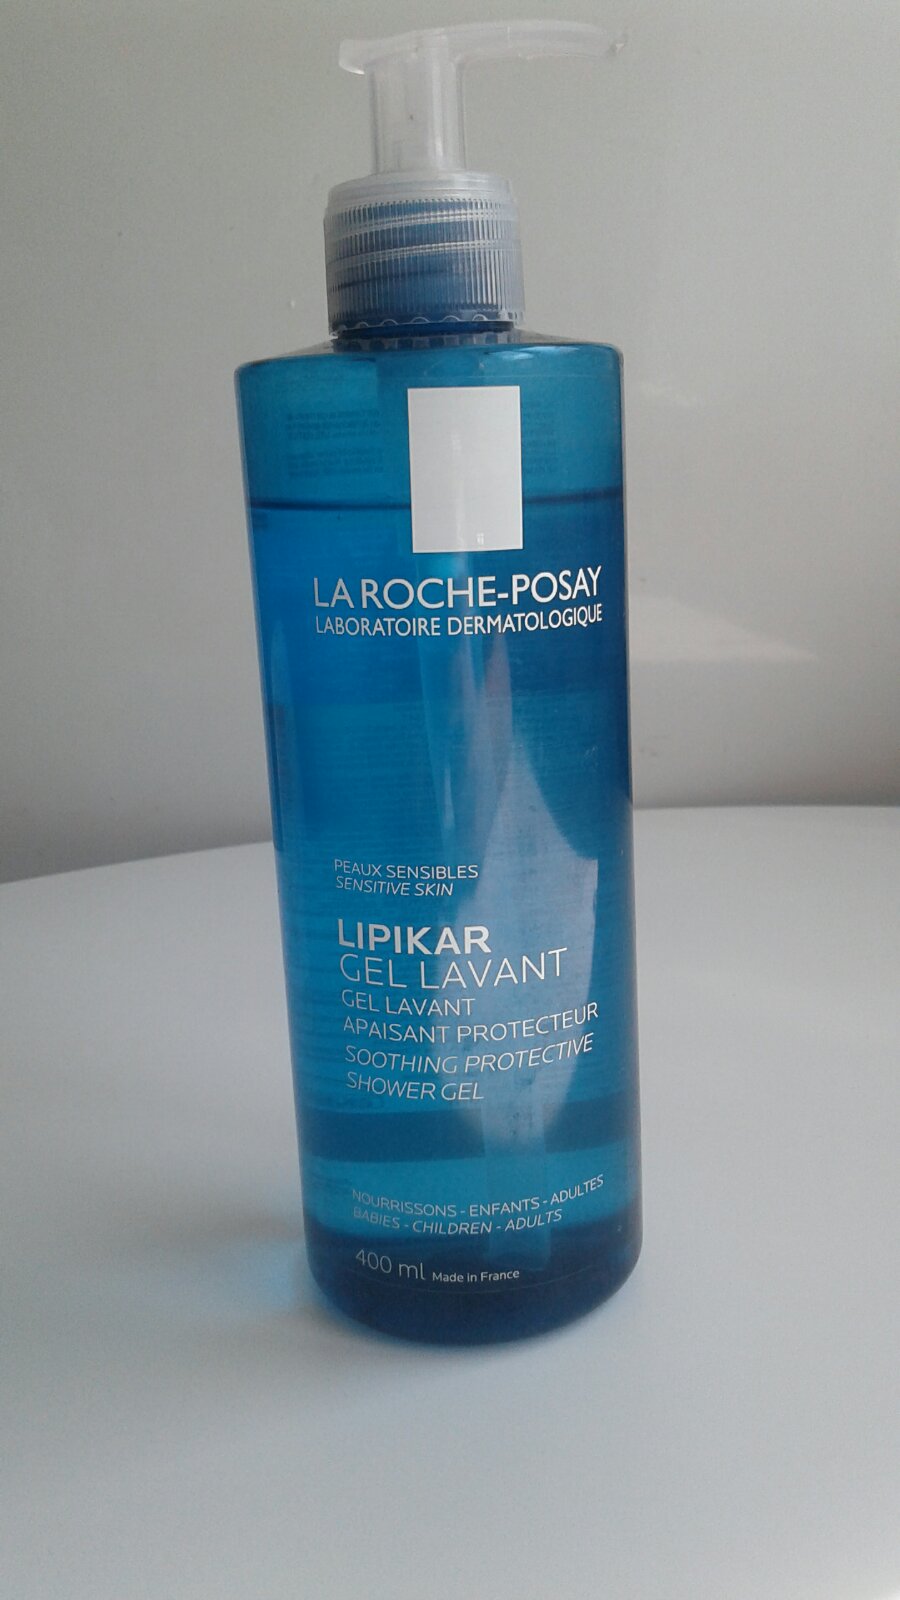 LA ROCHE-POSAY
LABORATOIRE DERMATOLOGIQUE
PEAUX SENSIBLES
SENSITIVE SKIN
LIPIKAR
GEL LAVANT
GEL LAVANT
APAISANT PROTECTEUR
SOOTHING PROTECTIVE
SHOWER GEL
NOURRISSONS - ENFANTS - ADULTES
BABIES - CHILDREN - ADULTS
400 ml Made in France